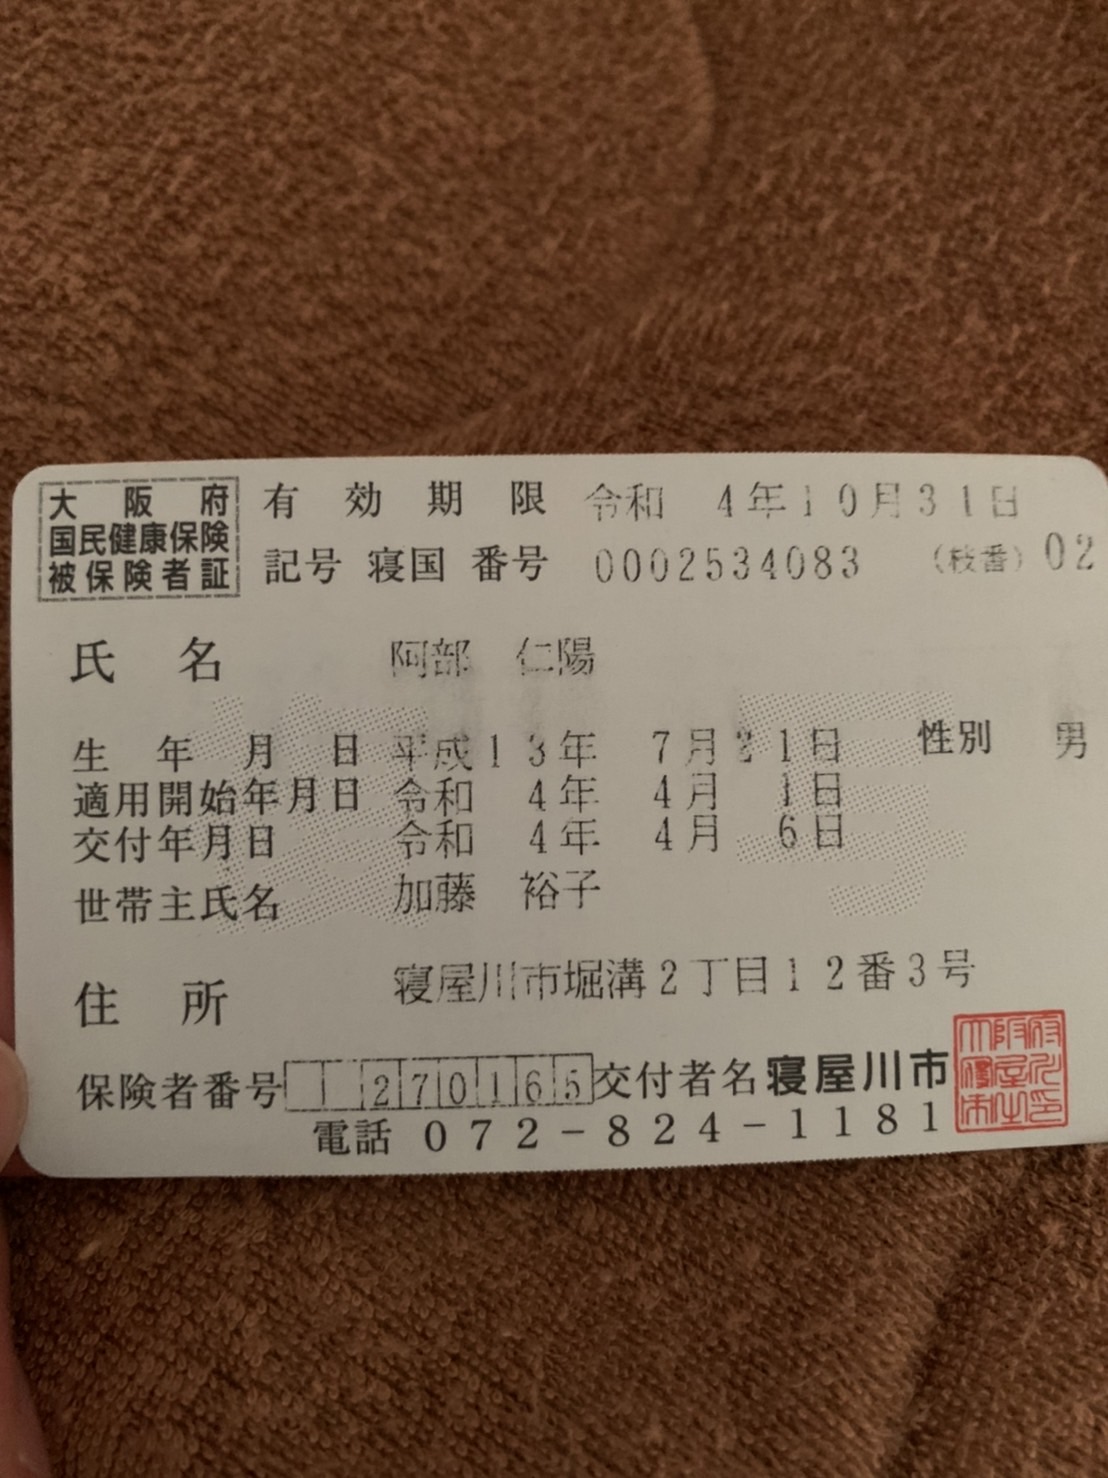 大阪府
国民健康保険
被保険者証
有効期限 令和 4年10月31日
記号 寝国 番号 0002534083 (枝番) 02
氏名 阿部 仁陽
生年月日 平成13年 7月21日 性別 男
適用開始年月日 令和 4年 4月 1日
交付年月日 令和 4年 4月 6日
世帯主氏名 加藤 裕子
住所 寝屋川市堀溝2丁目12番3号
保険者番号 270165 交付者名 寝屋川市
電話 072-824-1181